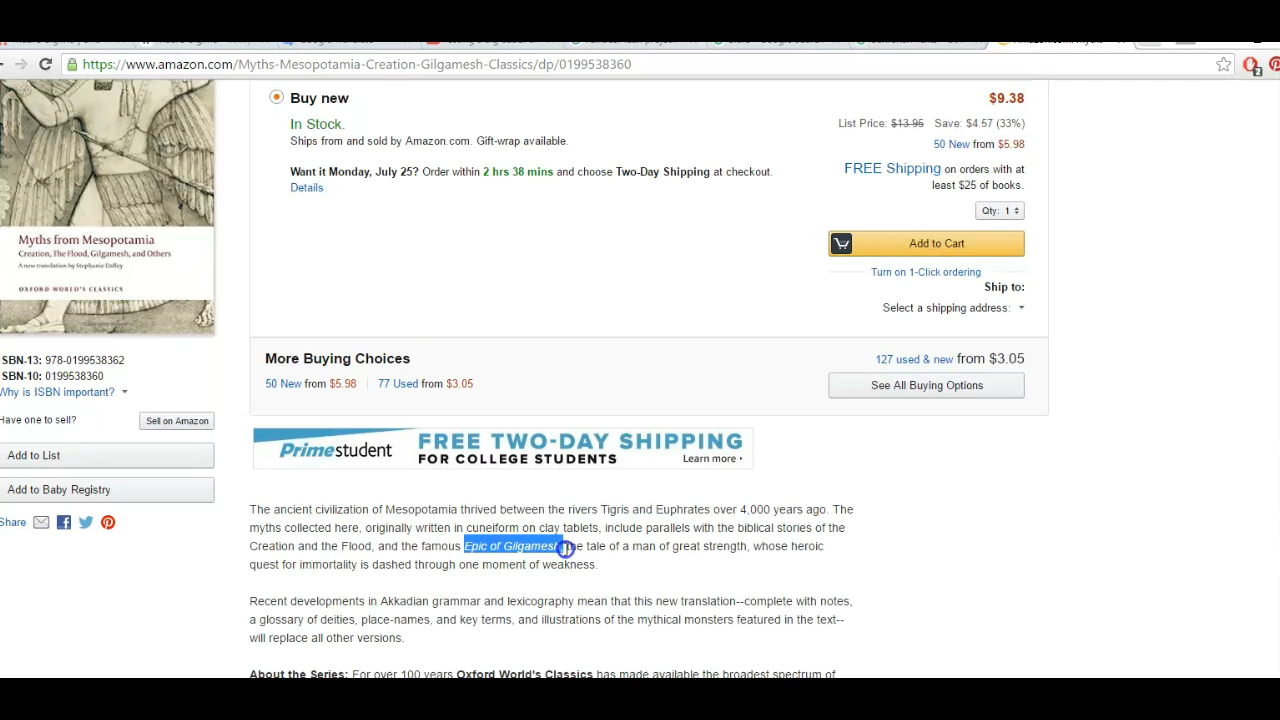 https://www.amazon.com/Myths-Mesopotamia-Creation-Gilgamesh-Classics/dp/0199538360
2
Buy new
$9.38
In Stock.
Ships from and sold by Amazon.com. Gift-wrap available.
List Price: $13.95 Save: $4.57 (33%)
50 New from $5.98
Want it Monday, July 25? Order within 2 hrs 38 mins and choose Two-Day Shipping at checkout.
Details
FREE Shipping on orders with at
least $25 of books.
Qty: 1
Add to Cart
Turn on 1-Click ordering
Ship to:
Select a shipping address:
Myths from Mesopotamia
Creation, The Flood, Gilgamesh, and Others
A new translation by Stephanie Dalley
OXFORD WORLD'S CLASSICS
SBN-13: 978-0199538362
SBN-10: 0199538360
Why is ISBN important?
Have one to sell?
Sell on Amazon
Add to List
Add to Baby Registry
Share
More Buying Choices
127 used & new from $3.05
50 New from $5.98 77 Used from $3.05
See All Buying Options
Primestudent
FREE TWO-DAY SHIPPING
FOR COLLEGE STUDENTS
Learn more
The ancient civilization of Mesopotamia thrived between the rivers Tigris and Euphrates over 4,000 years ago. The
myths collected here, originally written in cuneiform on clay tablets, include parallels with the biblical stories of the
Creation and the Flood, and the famous Epic of Gilgamesh, the tale of a man of great strength, whose heroic
quest for immortality is dashed through one moment of weakness.
Recent developments in Akkadian grammar and lexicography mean that this new translation--complete with notes,
a glossary of deities, place-names, and key terms, and illustrations of the mythical monsters featured in the text--
will replace all other versions.
About the Series: For over 100 years Oxford World's Classics has made available the broadest spectrum of